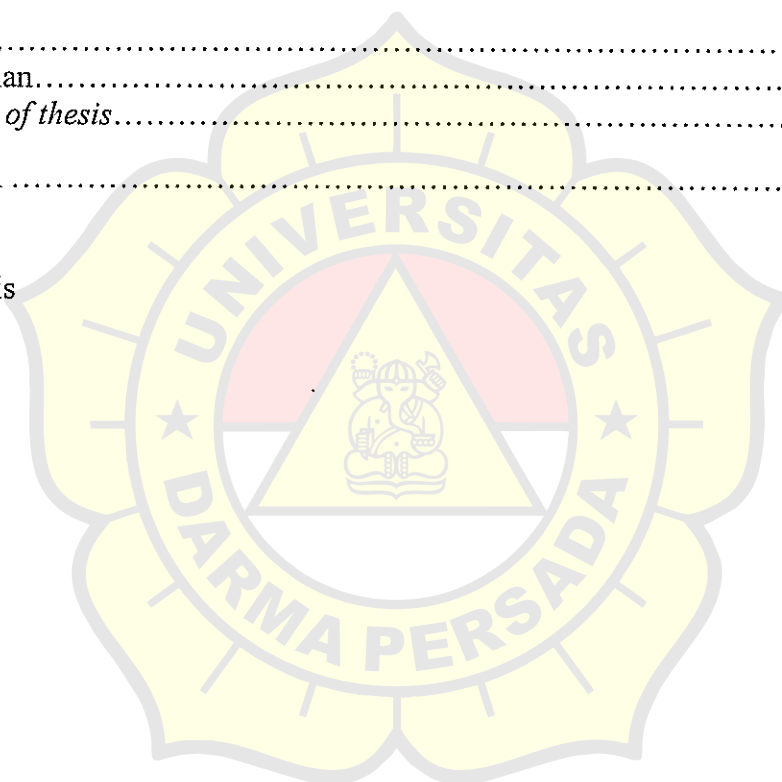 ....................................................................................
an....................................................................................
of thesis.........................................................................
....................................................................................
is
UNIVERSITAS
DARMA PERSADA